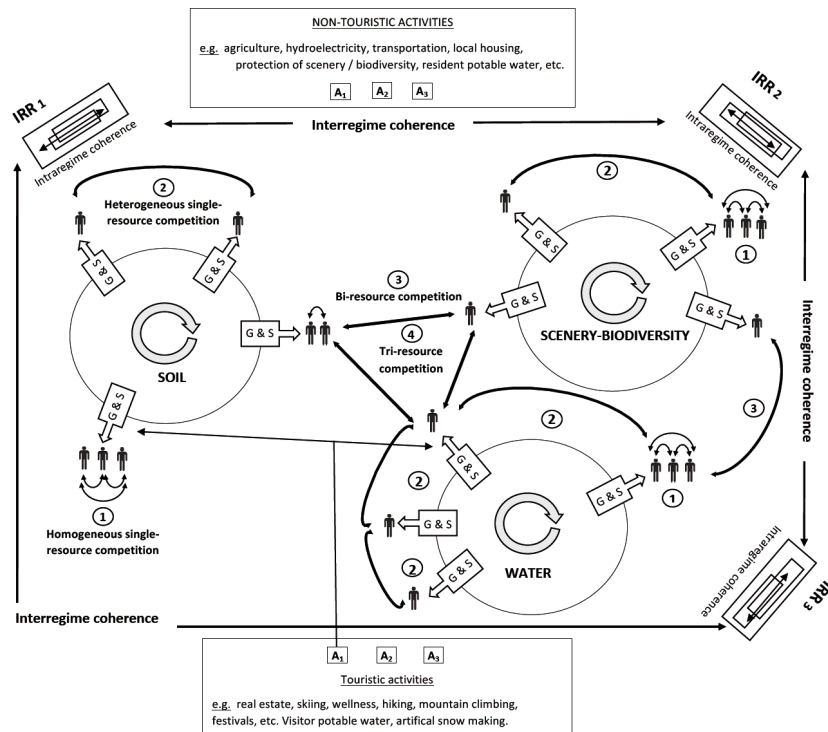 NON-TOURISTIC ACTIVITIES
e.g. agriculture, hydroelectricity, transportation, local housing,
protection of scenery / biodiversity, resident potable water, etc.
A1 A2 A3
IRR 1
Intraregime coherence
Interregime coherence
IRR 2
Intraregime coherence
2
Heterogeneous single-
resource competition
G & S
G & S
G & S
SOIL
G & S
1
Homogeneous single-
resource competition
3
Bi-resource competition
4
Tri-resource
competition
2
1
G & S
G & S
G & S
G & S
SCENERY-BIODIVERSITY
3
Interregime coherence
2
2
2
1
G & S
G & S
G & S
G & S
WATER
Intraregime coherence
IRR 3
Interregime coherence
A1 A2 A3
Touristic activities
e.g. real estate, skiing, wellness, hiking, mountain climbing,
festivals, etc. Visitor potable water, artifical snow making.